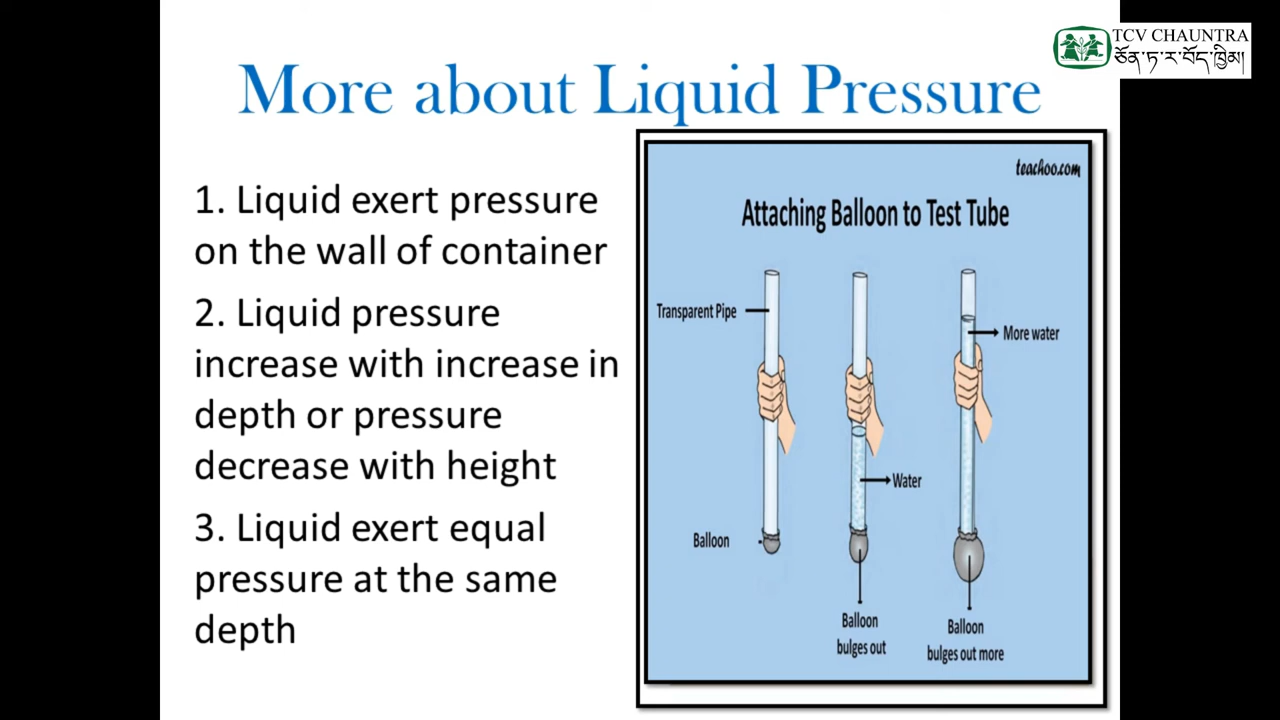 TCV CHAUNTRA
ཅོན་ཏ་ར་བོད་ཁྱིམ།
More about Liquid Pressure
1. Liquid exert pressure
on the wall of container
2. Liquid pressure
increase with increase in
depth or pressure
decrease with height
3. Liquid exert equal
pressure at the same
depth
teachoo.com
Attaching Balloon to Test Tube
Transparent Pipe
More water
Water
Balloon
Balloon
bulges out
Balloon
bulges out more